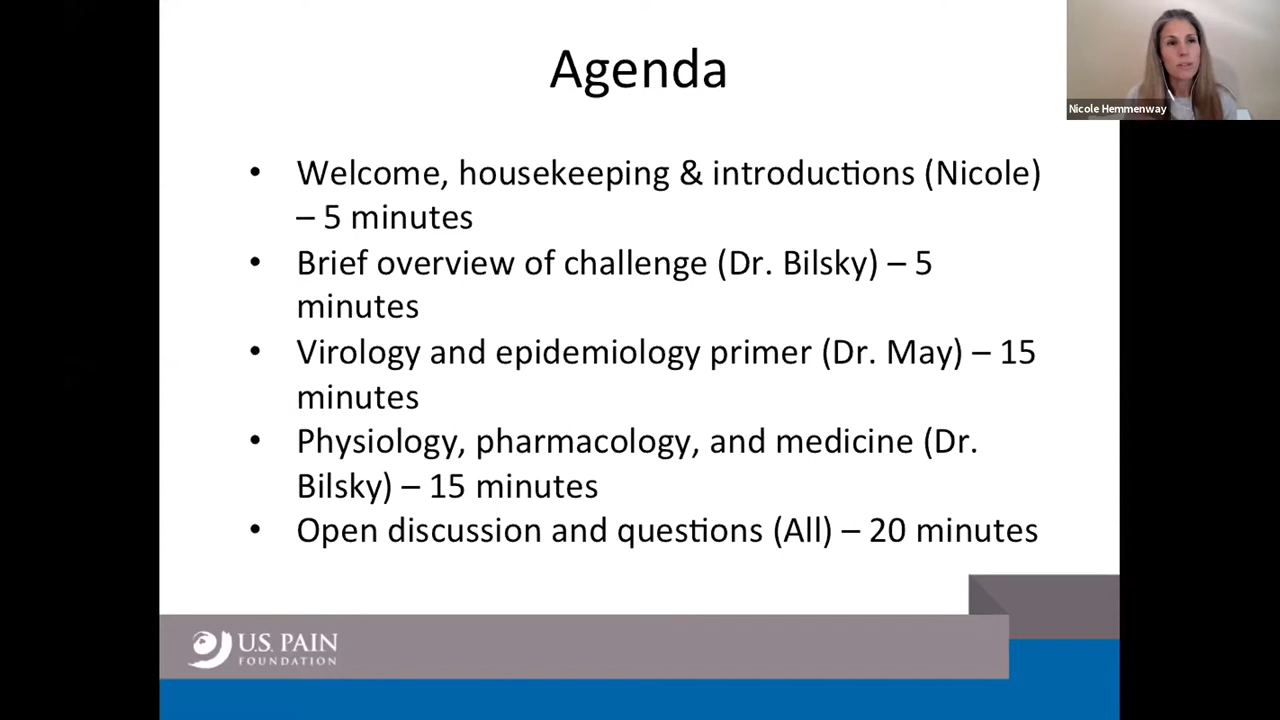 Agenda
Nicole Hemmenway
• Welcome, housekeeping & introductions (Nicole)
– 5 minutes
• Brief overview of challenge (Dr. Bilsky) – 5
minutes
• Virology and epidemiology primer (Dr. May) – 15
minutes
• Physiology, pharmacology, and medicine (Dr.
Bilsky) – 15 minutes
• Open discussion and questions (All) – 20 minutes
U.S. PAIN
FOUNDATION